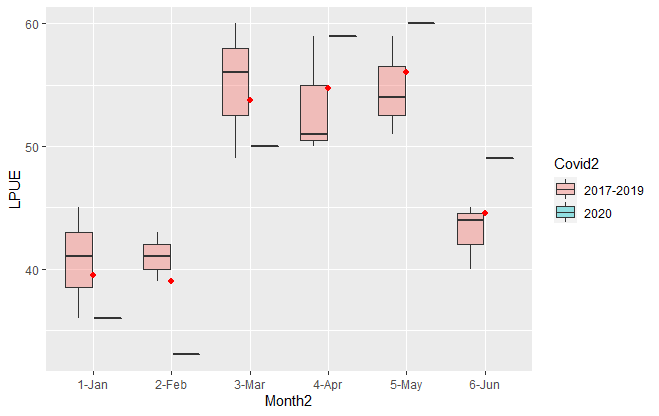 60
50
40
LPUE
1-Jan
2-Feb
3-Mar
4-Apr
5-May
6-Jun
Month2
Covid2
2017-2019
2020